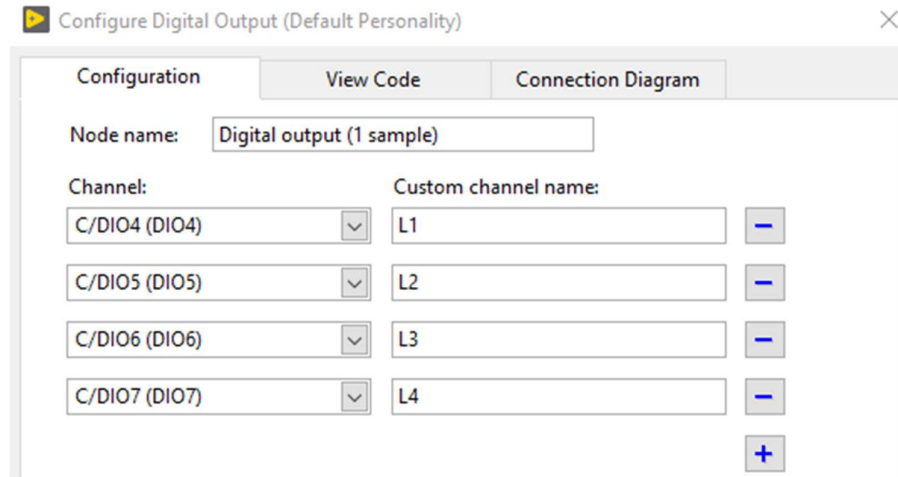 Configure Digital Output (Default Personality)
Configuration View Code Connection Diagram
Node name: Digital output (1 sample)
Channel: Custom channel name:
C/DIO4 (DIO4) L1
C/DIO5 (DIO5) L2
C/DIO6 (DIO6) L3
C/DIO7 (DIO7) L4